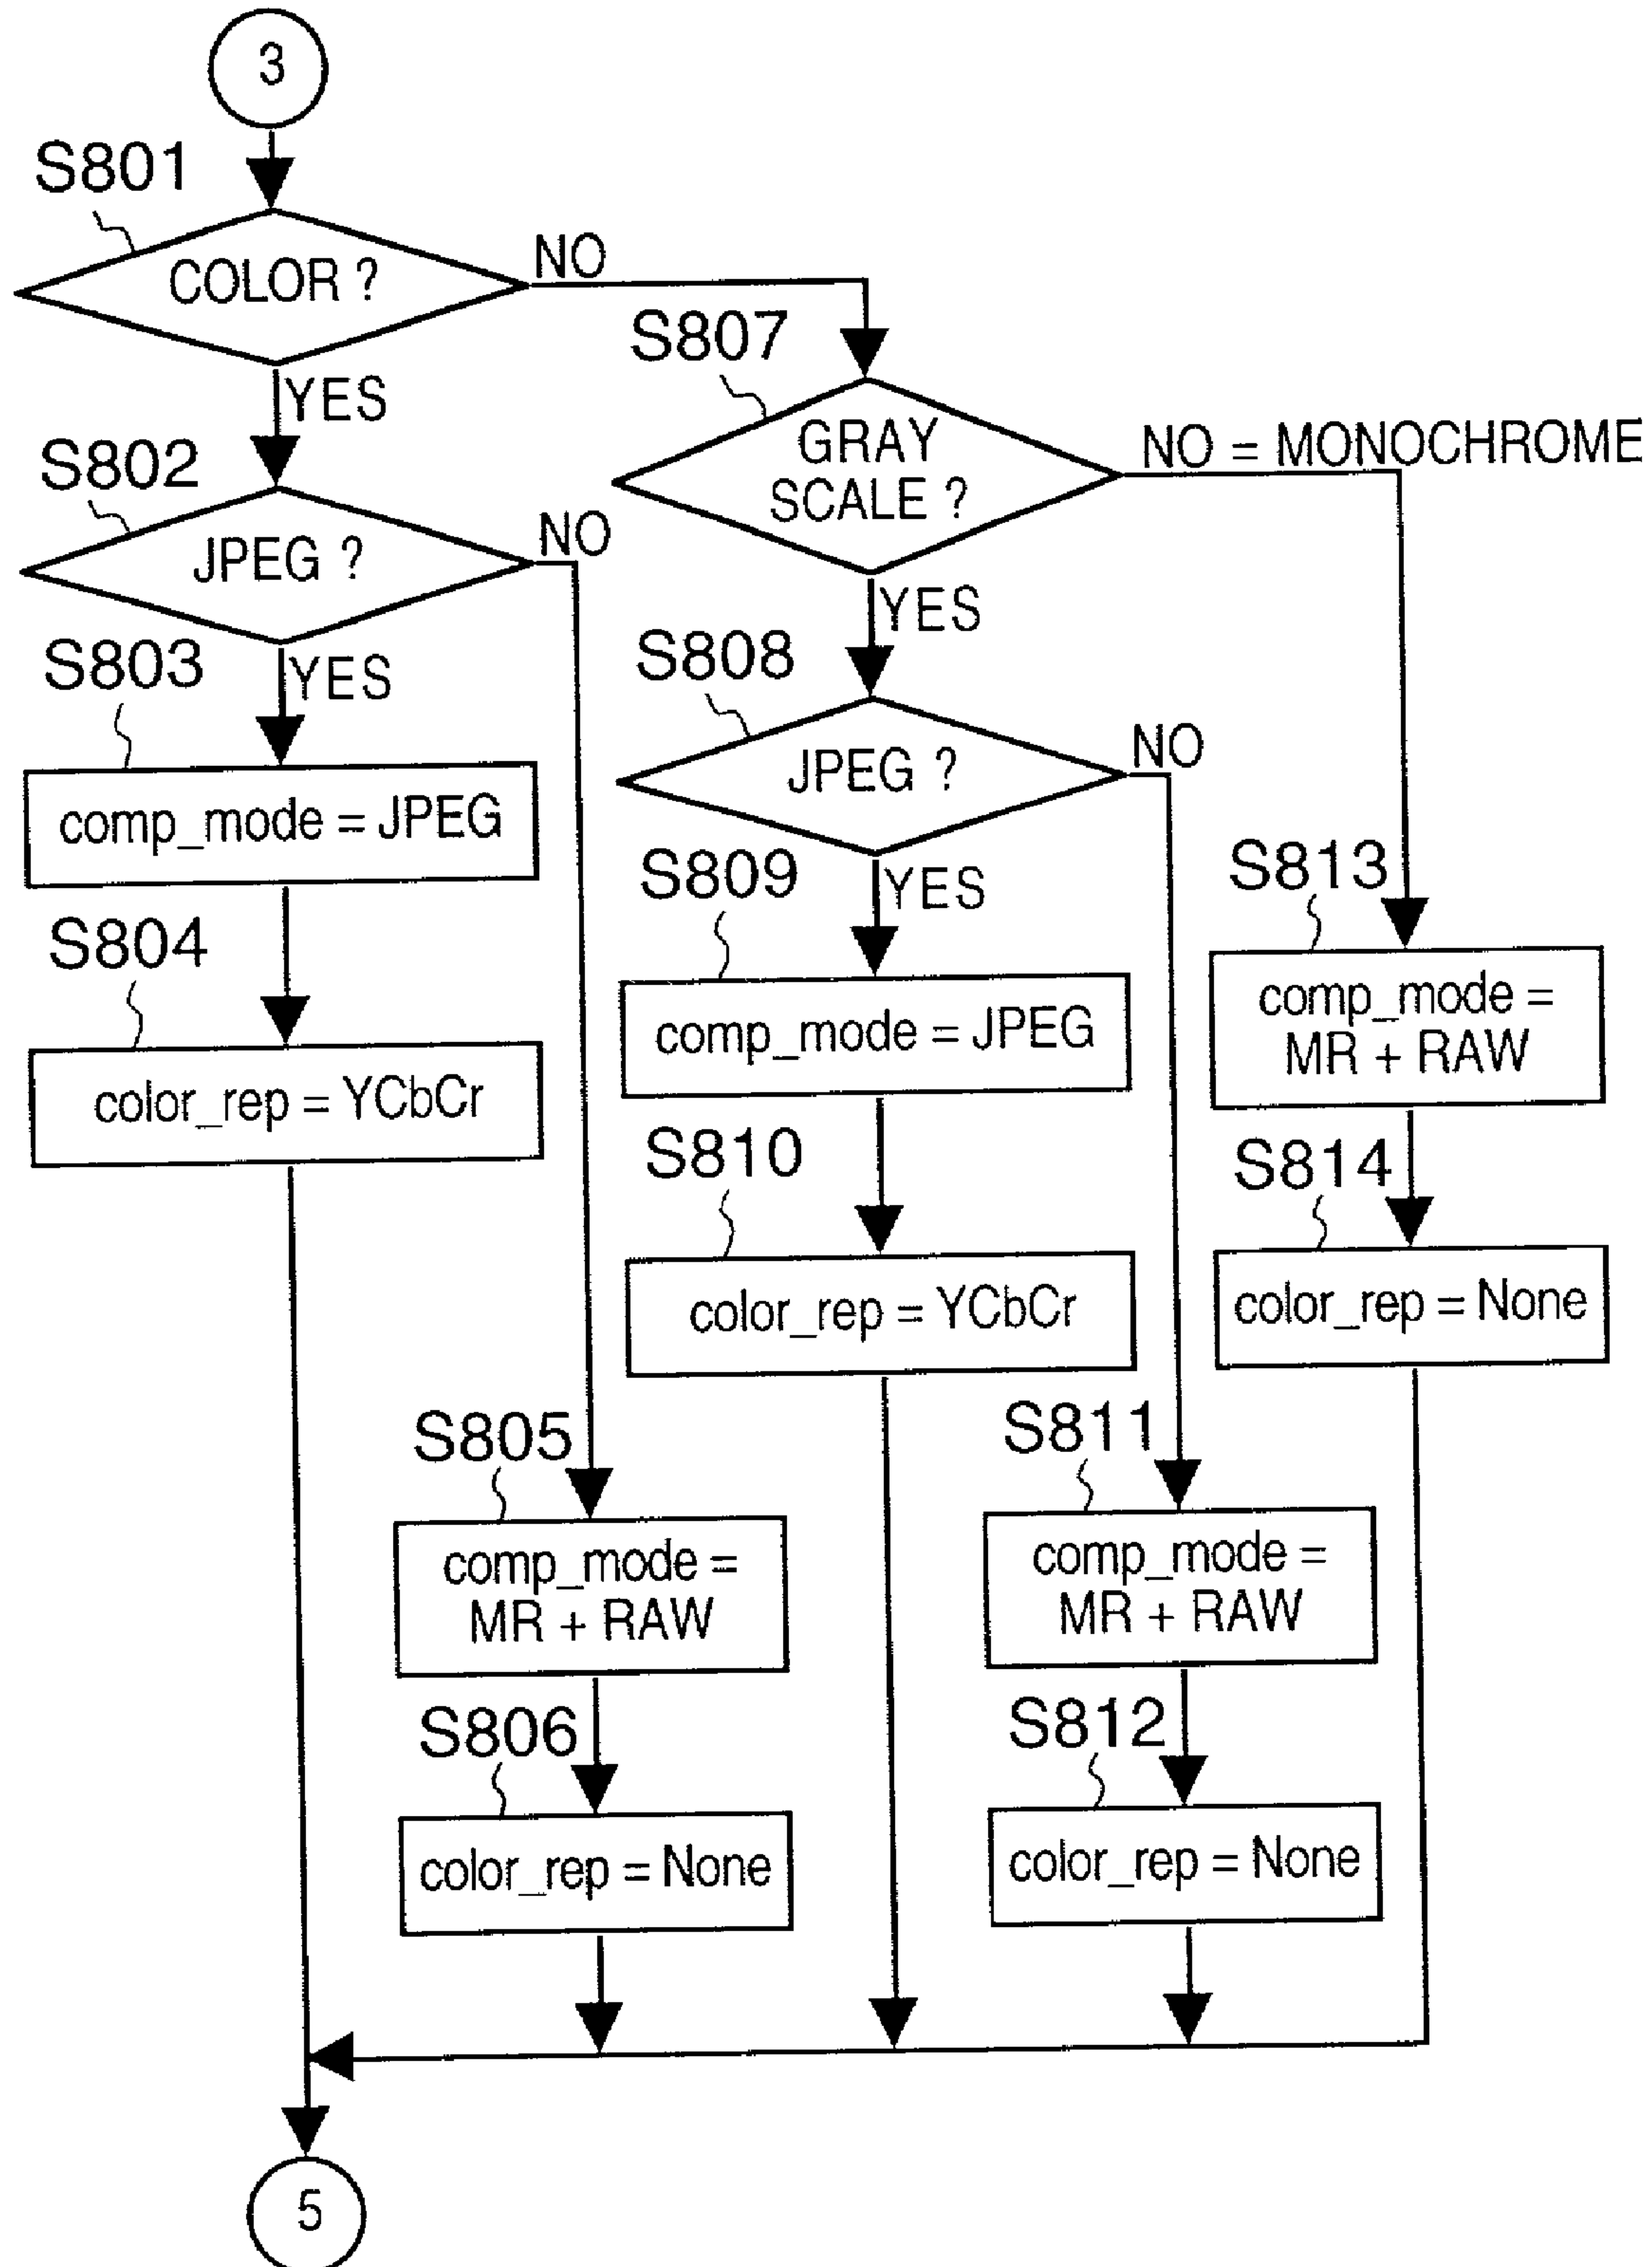 3
S801
COLOR ?
NO
YES
S802
JPEG ?
NO
YES
S803
comp_mode = JPEG
S804
color_rep = YCbCr
S805
comp_mode =
MR + RAW
S806
color_rep = None
S807
GRAY
SCALE ?
NO = MONOCHROME
YES
S808
JPEG ?
NO
YES
S809
comp_mode = JPEG
S810
color_rep = YCbCr
S811
comp_mode =
MR + RAW
S812
color_rep = None
S813
comp_mode =
MR + RAW
S814
color_rep = None
5